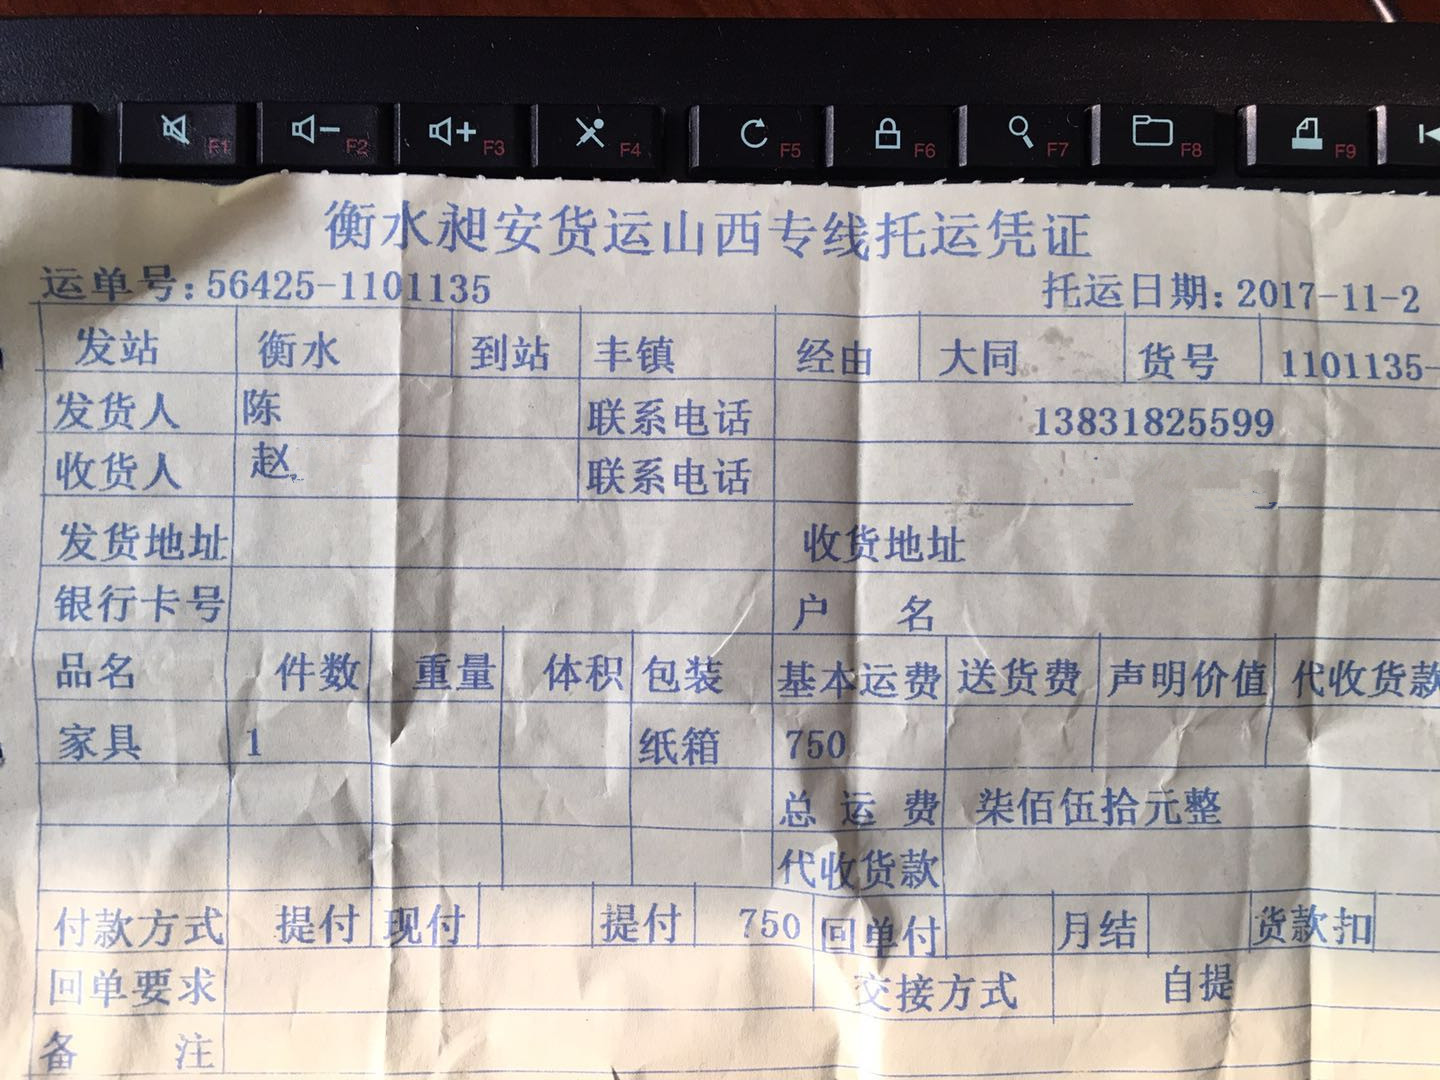 F1 F2 F3 F4 F5 F6 F7 F8 F9
衡水昶安货运山西专线托运凭证
运单号:56425-1101135 托运日期:2017-11-2
发站 衡水 到站 丰镇 经由 大同 货号 1101135-
发货人 陈 联系电话 13831825599
收货人 赵 联系电话
发货地址 收货地址
银行卡号 户 名
品名 件数 重量 体积 包装 基本运费 送货费 声明价值 代收货款
家具 1 纸箱 750
总 运 费 柒佰伍拾元整
代收货款
付款方式 提付 现付 提付 750 回单付 月结 货款扣
回单要求 交接方式 自提
备 注